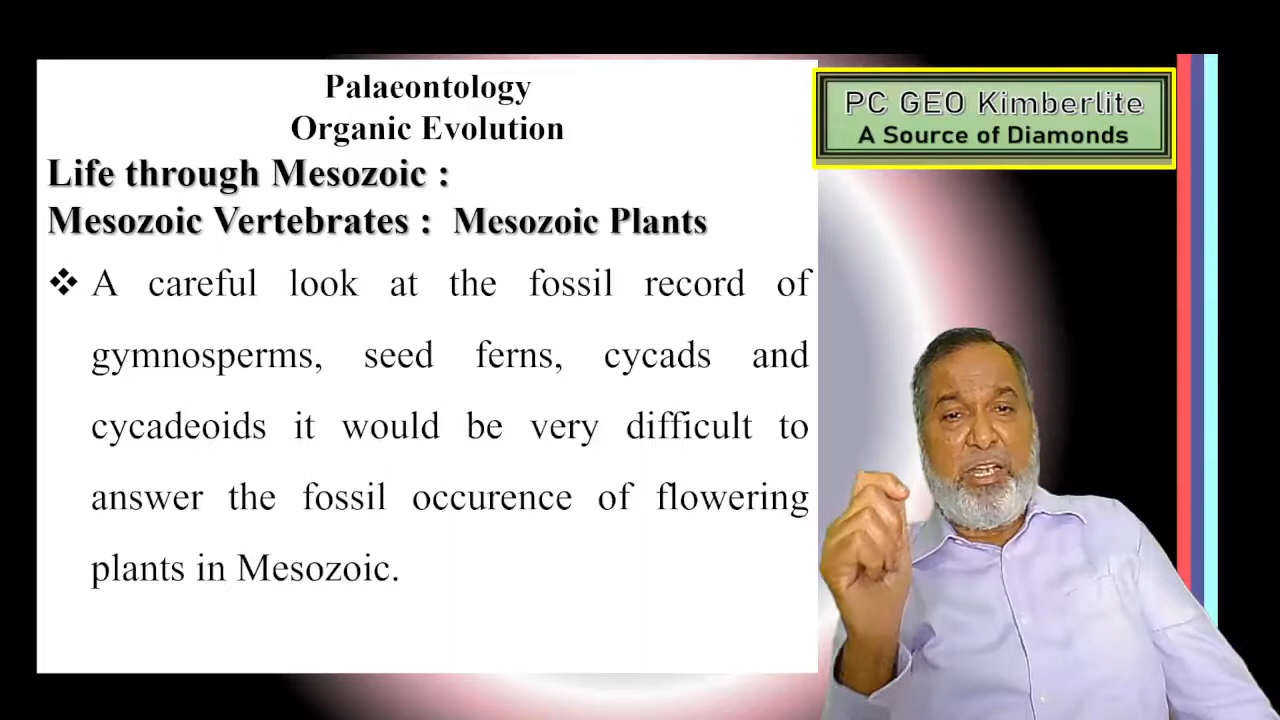 Palaeontology
Organic Evolution
Life through Mesozoic :
Mesozoic Vertebrates : Mesozoic Plants
❖ A careful look at the fossil record of
gymnosperms, seed ferns, cycads and
cycadeoids it would be very difficult to
answer the fossil occurence of flowering
plants in Mesozoic.
PC GEO Kimberlite
A Source of Diamonds